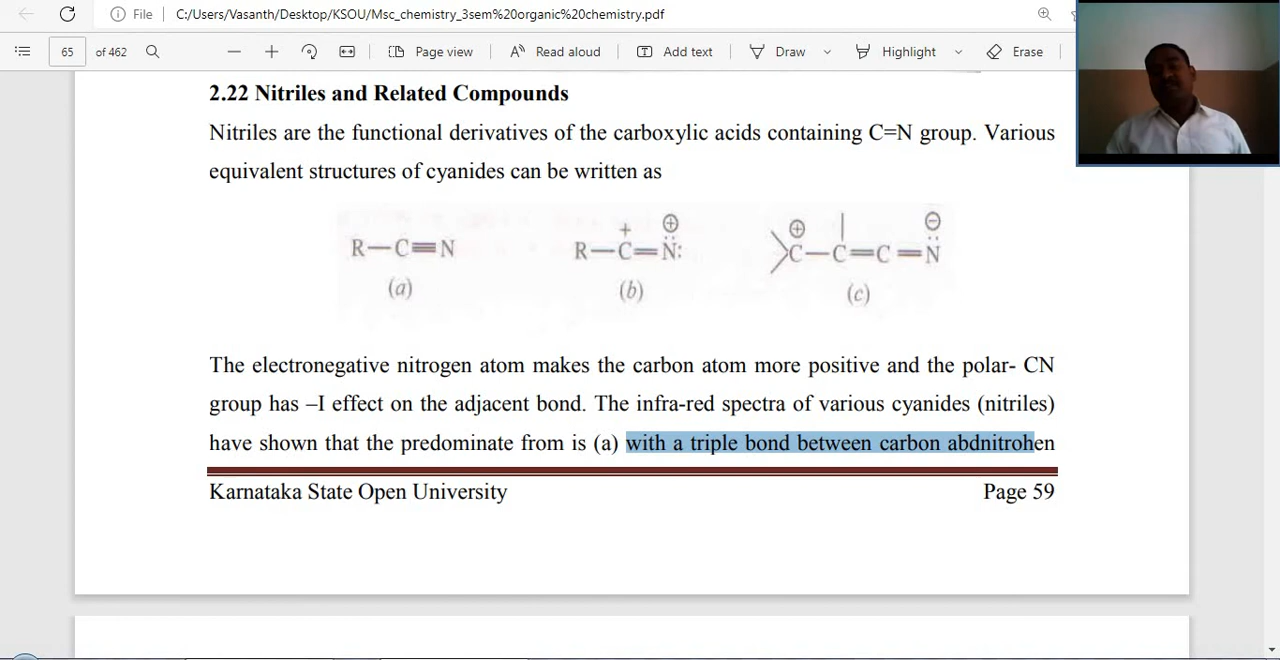 File C:/Users/Vasanth/Desktop/KSOU/Msc_chemistry_3sem%20organic%20chemistry.pdf
65 of 462 Page view Read aloud Add text Draw Highlight Erase
2.22 Nitriles and Related Compounds
Nitriles are the functional derivatives of the carboxylic acids containing C=N group. Various
equivalent structures of cyanides can be written as
R—C≡N R—C=N: C—C=C=N
+ ⊕ ⊕ ⊖
(a) (b) (c)
The electronegative nitrogen atom makes the carbon atom more positive and the polar- CN
group has –I effect on the adjacent bond. The infra-red spectra of various cyanides (nitriles)
have shown that the predominate from is (a) with a triple bond between carbon abdnitrohen
Karnataka State Open University Page 59